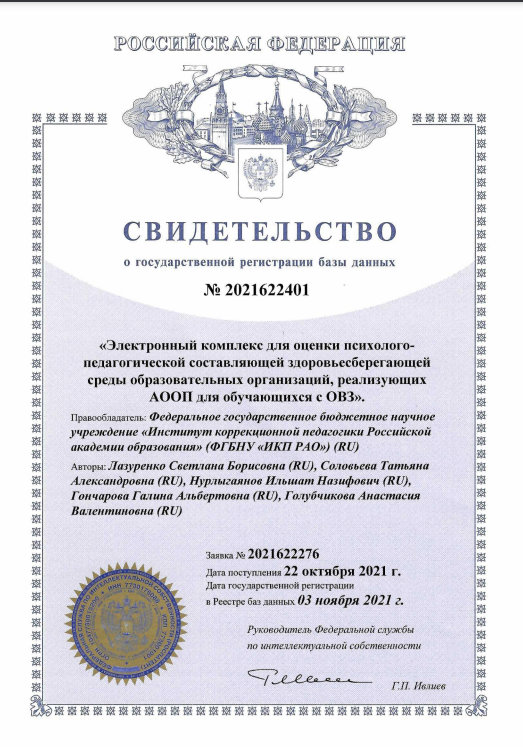 РОССИЙСКАЯ ФЕДЕРАЦИЯ
СВИДЕТЕЛЬСТВО
о государственной регистрации базы данных
№ 2021622401
«Электронный комплекс для оценки психолого-
педагогической составляющей здоровьесберегающей
среды образовательных организаций, реализующих
АООП для обучающихся с ОВЗ».
Правообладатель: Федеральное государственное бюджетное научное
учреждение «Институт коррекционной педагогики Российской
академии образования» (ФГБНУ «ИКП РАО») (RU)
Авторы: Лазуренко Светлана Борисовна (RU), Соловьева Татьяна
Александровна (RU), Нурлыгаянов Ильшат Назифович (RU),
Гончарова Галина Альбертовна (RU), Голубчикова Анастасия
Валентиновна (RU)
Заявка № 2021622276
Дата поступления 22 октября 2021 г.
Дата государственной регистрации
в Реестре баз данных 03 ноября 2021 г.
Руководитель Федеральной службы
по интеллектуальной собственности
Г.П. Ивлиев